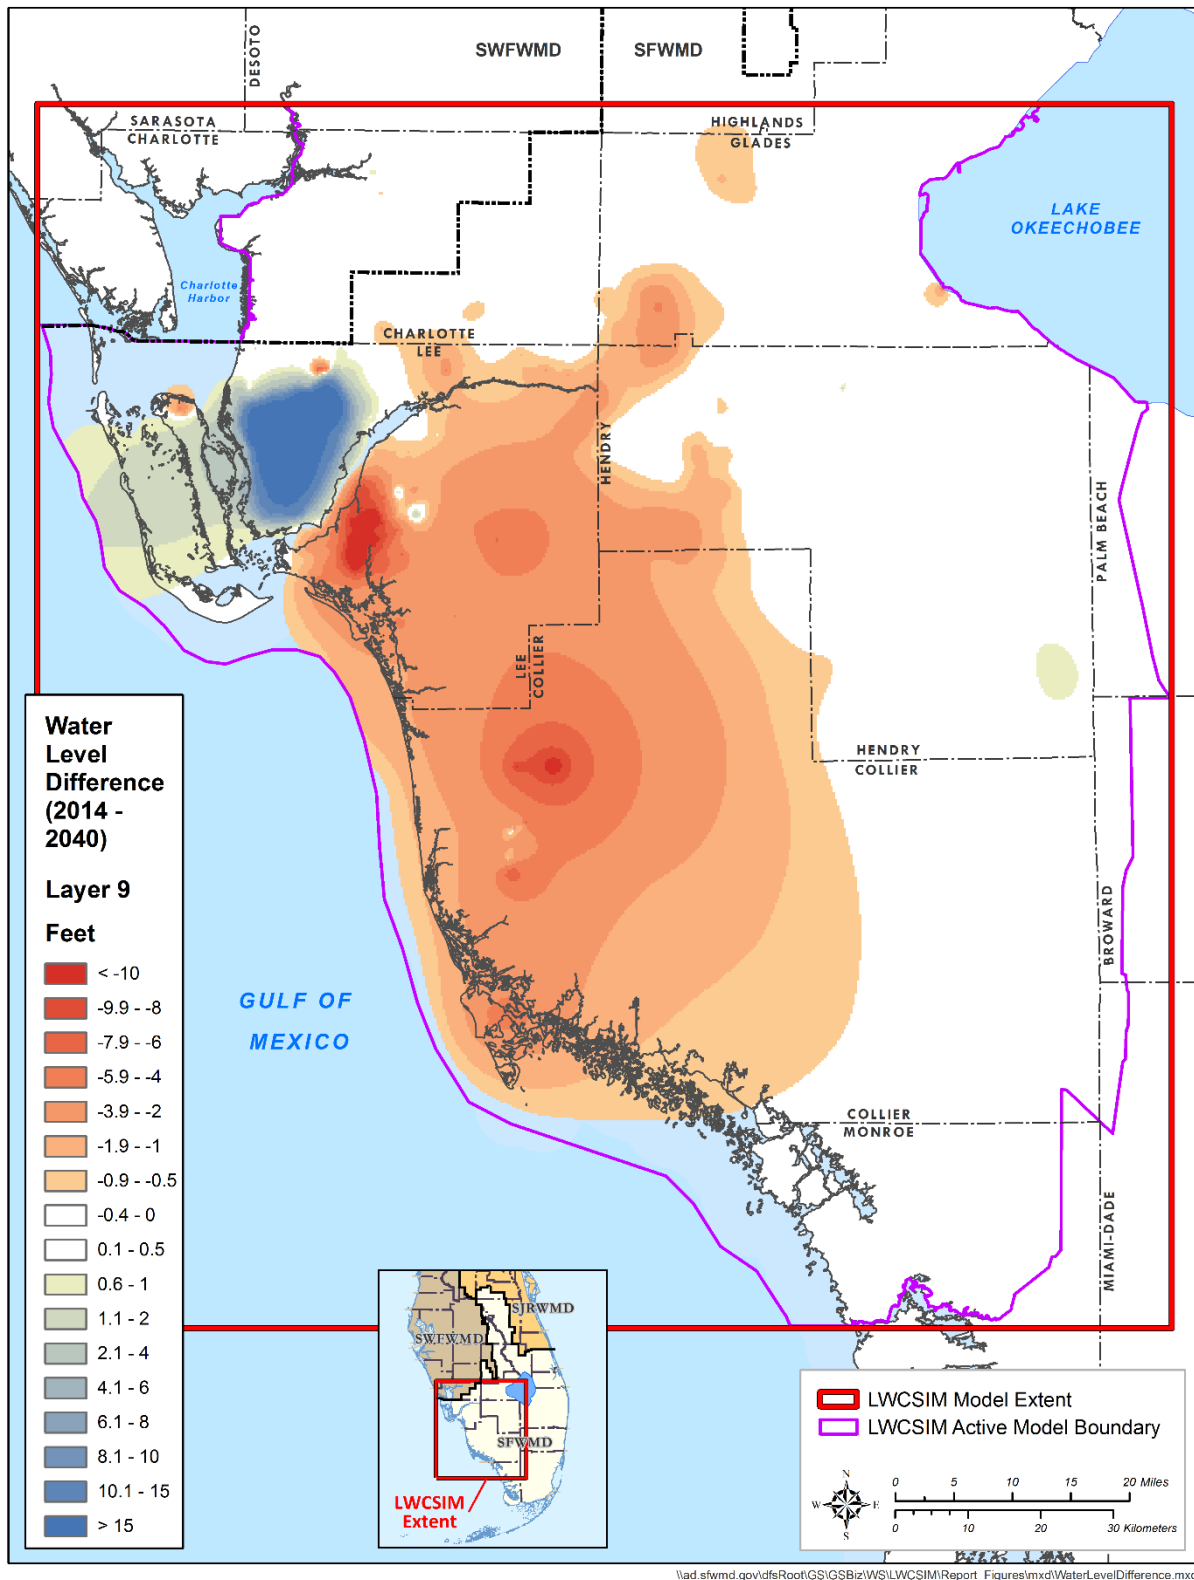 DESOTO
SWFWMD
SFWMD
SARASOTA
CHARLOTTE
HIGHLANDS
GLADES
LAKE
OKEECHOBEE
Charlotte
Harbor
CHARLOTTE
LEE
HENDRY
PALM BEACH
LEE
COLLIER
HENDRY
COLLIER
BROWARD
GULF OF
MEXICO
COLLIER
MONROE
MIAMI-DADE
Water
Level
Difference
(2014 -
2040)
Layer 9
Feet
< -10
-9.9 - -8
-7.9 - -6
-5.9 - -4
-3.9 - -2
-1.9 - -1
-0.9 - -0.5
-0.4 - 0
0.1 - 0.5
0.6 - 1
1.1 - 2
2.1 - 4
4.1 - 6
6.1 - 8
8.1 - 10
10.1 - 15
> 15
SJRWMD
SWFWMD
SFWMD
LWCSIM
Extent
LWCSIM Model Extent
LWCSIM Active Model Boundary
N
W
E
S
0 5 10 15 20 Miles
0 10 20 30 Kilometers
\\ad.sfwmd.gov\dfsRoot\GS\GSBiz\WS\LWCSIM\Report_Figures\mxd\WaterLevelDifference.mxd